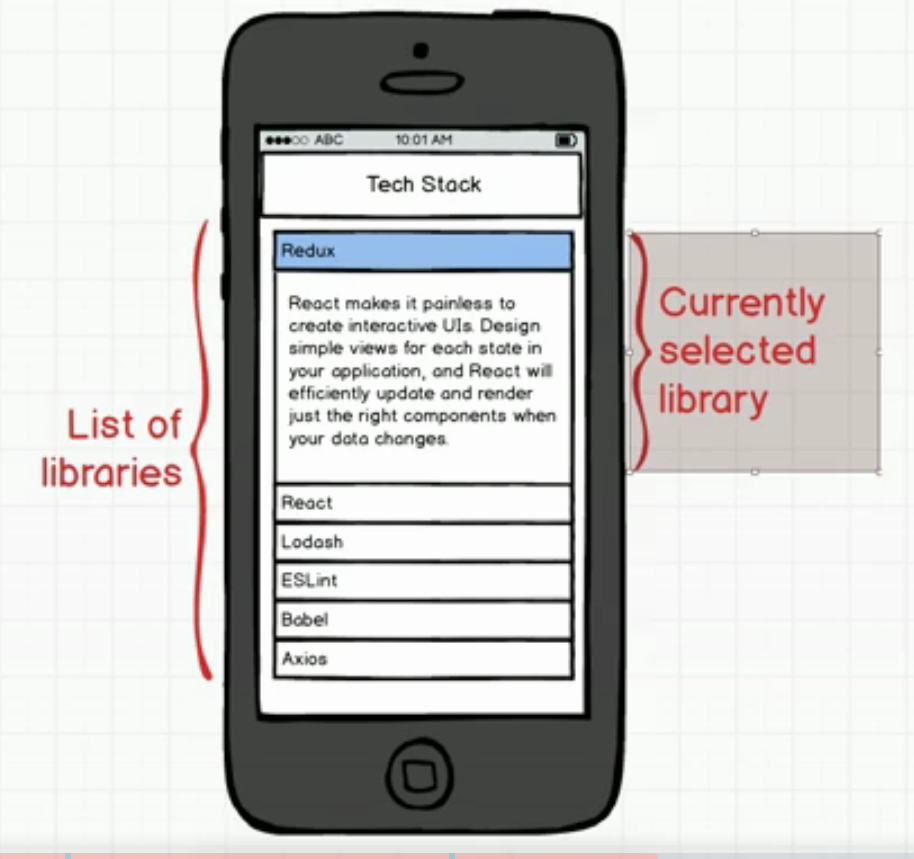 ABC 10:01 AM
Tech Stack
Redux
React makes it painless to
create interactive UIs. Design
simple views for each state in
your application, and React will
efficiently update and render
just the right components when
your data changes.
React
Lodash
ESLint
Babel
Axios
List of
libraries
Currently
selected
library